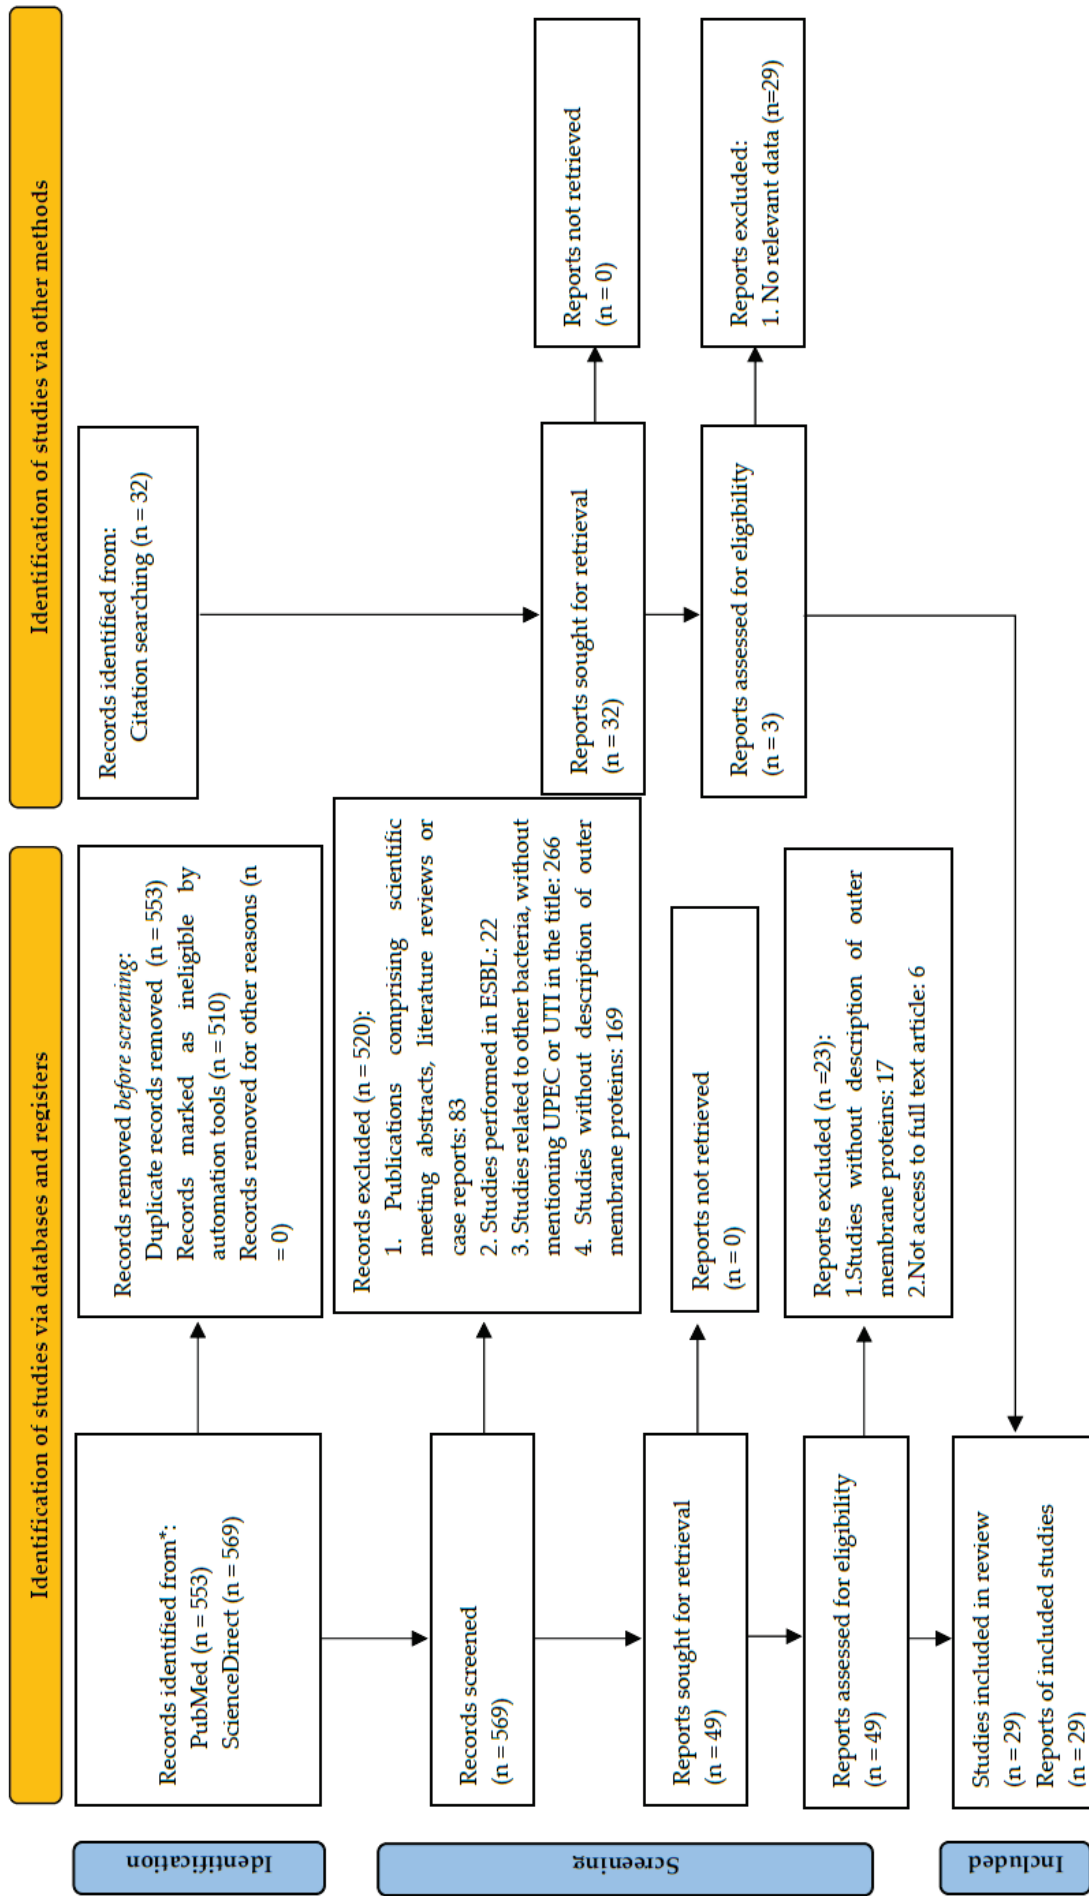 Identification of studies via databases and registers
Identification of studies via other methods
Identification
Records identified from*:
PubMed (n = 553)
ScienceDirect (n = 569)
Records removed before screening:
Duplicate records removed (n = 553)
Records marked as ineligible by
automation tools (n = 510)
Records removed for other reasons (n
= 0)
Records identified from:
Citation searching (n = 32)
Screening
Records screened
(n = 569)
Records excluded (n = 520):
1. Publications comprising scientific
meeting abstracts, literature reviews or
case reports: 83
2. Studies performed in ESBL: 22
3. Studies related to other bacteria, without
mentioning UPEC or UTI in the title: 266
4. Studies without description of outer
membrane proteins: 169
Reports sought for retrieval
(n = 49)
Reports not retrieved
(n = 0)
Reports sought for retrieval
(n = 32)
Reports not retrieved
(n = 0)
Reports assessed for eligibility
(n = 49)
Reports excluded (n =23):
1.Studies without description of outer
membrane proteins: 17
2.Not access to full text article: 6
Reports assessed for eligibility
(n = 3)
Reports excluded:
1. No relevant data (n=29)
Included
Studies included in review
(n = 29)
Reports of included studies
(n = 29)